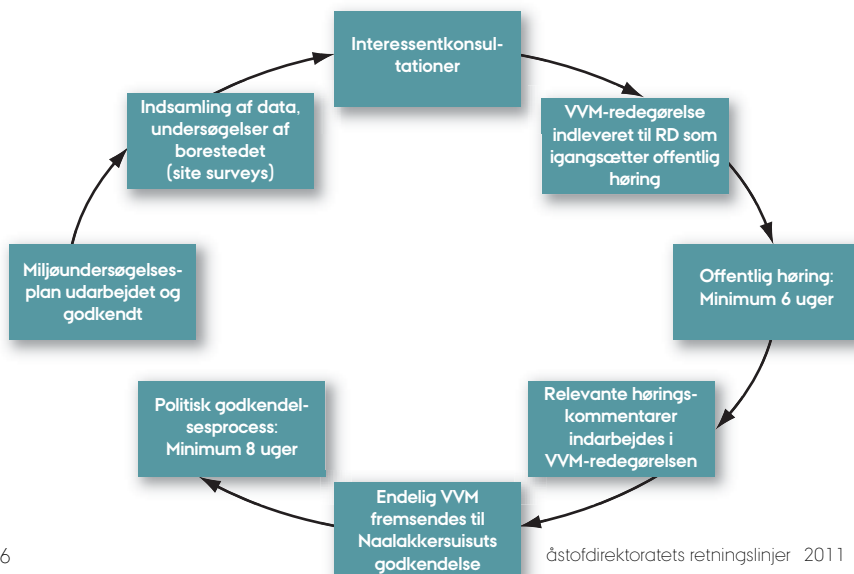 Interessentkonsul-
tationer
Indsamling af data,
undersøgelser af
borestedet
(site surveys)
VVM-redegørelse
indleveret til RD som
igangsætter offentlig
høring
Miljøundersøgelses-
plan udarbejdet og
godkendt
Offentlig høring:
Minimum 6 uger
Politisk godkendel-
sesprocess:
Minimum 8 uger
Relevante hørings-
kommentarer
indarbejdes i
VVM-redegørelsen
Endelig VVM
fremsendes til
Naalakkersuisuts
godkendelse
6
åstofdirektoratets retningslinjer 2011